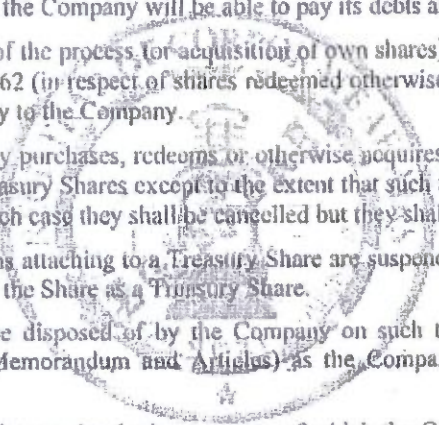 the Company will be able to pay its debts a
of the process for acquisition of own shares,
62 (in respect of shares redeemed otherwise
y to the Company.
y purchases, redeems or otherwise acquires
asury Shares except to the extent that such
ch case they shall be cancelled but they shal
ns attaching to a Treasury Share are suspend
the Share as a Treasury Share.
e disposed of by the Company on such t
Memorandum and Articles) as the Compa